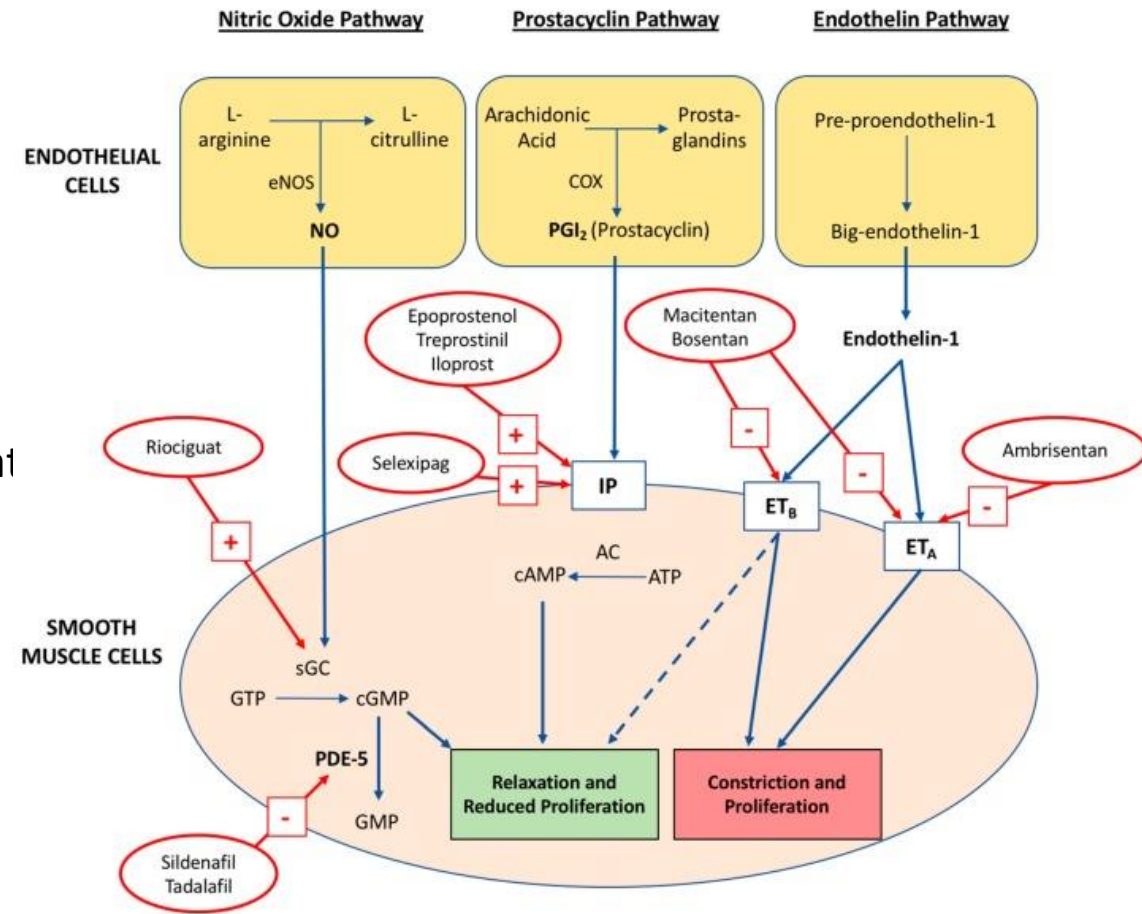 Nitric Oxide Pathway
Prostacyclin Pathway
Endothelin Pathway
ENDOTHELIAL
CELLS
L-
arginine
L-
citrulline
eNOS
NO
Arachidonic
Acid
Prosta-
glandins
COX
PGI₂ (Prostacyclin)
Pre-proendothelin-1
Big-endothelin-1
Endothelin-1
Epoprostenol
Treprostinil
Iloprost
Macitentan
Bosentan
Riociguat
Selexipag
Ambrisentan
+
+
+
-
-
-
IP
ET_B
ET_A
AC
cAMP
ATP
SMOOTH
MUSCLE CELLS
sGC
GTP
cGMP
PDE-5
GMP
-
Sildenafil
Tadalafil
Relaxation and
Reduced Proliferation
Constriction and
Proliferation